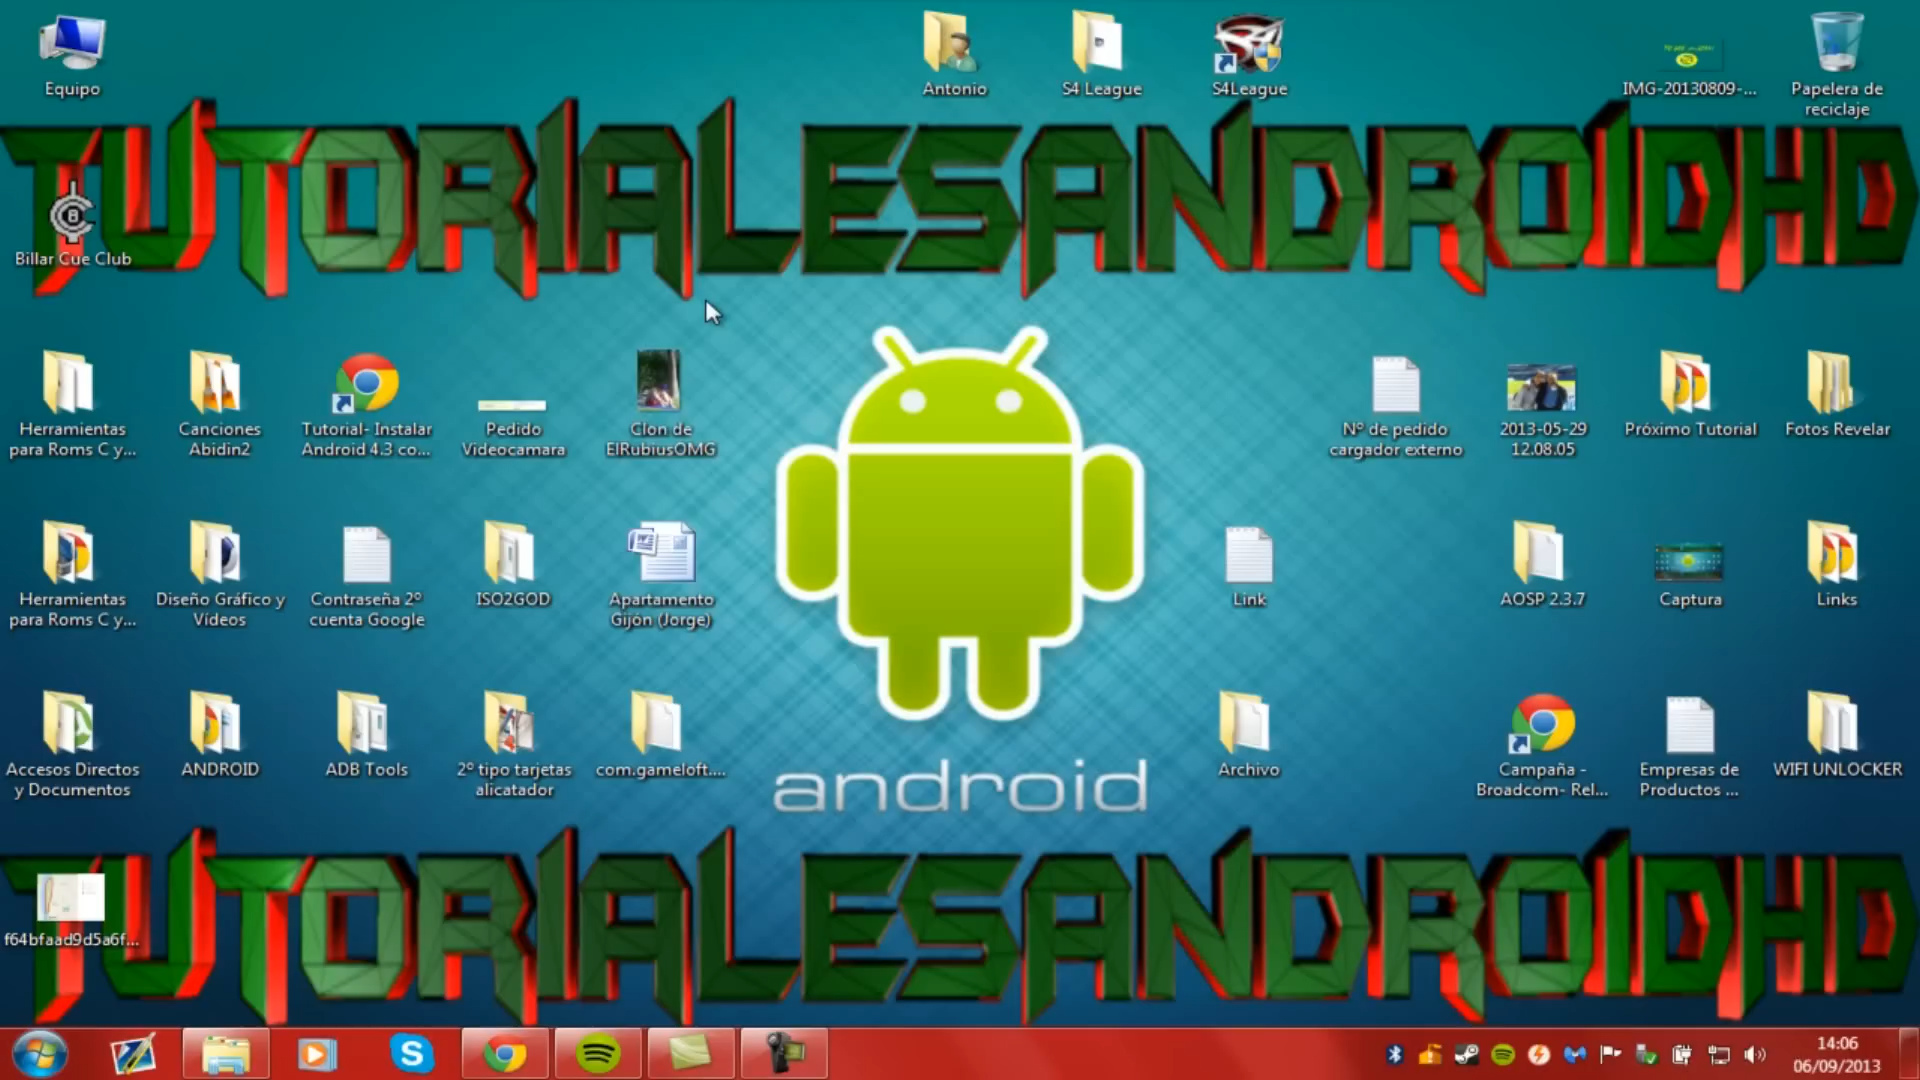 Equipo
Antonio
S4 League
S4League
IMG-20130809-...
Papelera de
reciclaje
TUTORIALESANDROIDHD
Billar Cue Club
Herramientas
para Roms C y...
Canciones
Abidin2
Tutorial- Instalar
Android 4.3 co...
Pedido
Videocamara
Clon de
ElRubiusOMG
Nº de pedido
cargador externo
2013-05-29
12.08.05
Próximo Tutorial
Fotos Revelar
Herramientas
para Roms C y...
Diseño Gráfico y
Vídeos
Contraseña 2º
cuenta Google
ISO2GOD
Apartamento
Gijón (Jorge)
Link
AOSP 2.3.7
Captura
Links
Accesos Directos
y Documentos
ANDROID
ADB Tools
2º tipo tarjetas
alicatador
com.gameloft....
android
Archivo
Campaña -
Broadcom- Rel...
Empresas de
Productos ...
WIFI UNLOCKER
TUTORIALESANDROIDHD
f64bfaad9d5a6f...
14:06
06/09/2013